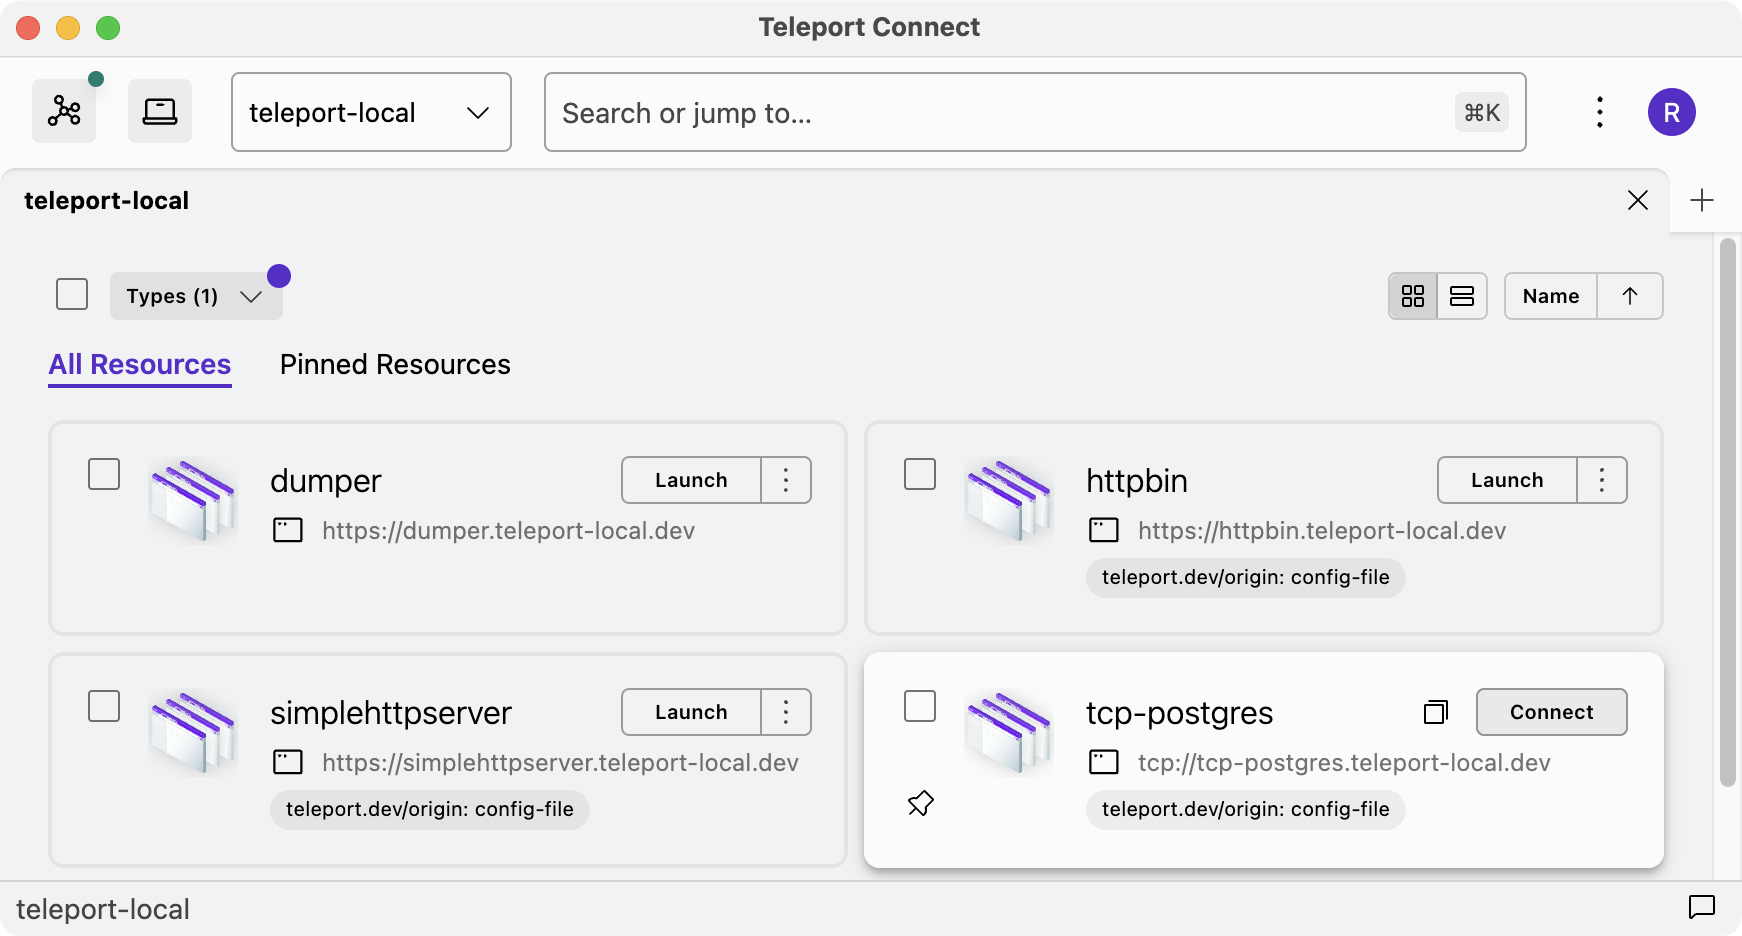 Teleport Connect
teleport-local
Search or jump to...
⌘K
R
teleport-local
Types (1)
Name
All Resources
Pinned Resources
dumper
Launch
https://dumper.teleport-local.dev
httpbin
Launch
https://httpbin.teleport-local.dev
teleport.dev/origin: config-file
simplehttpserver
Launch
https://simplehttpserver.teleport-local.dev
teleport.dev/origin: config-file
tcp-postgres
Connect
tcp://tcp-postgres.teleport-local.dev
teleport.dev/origin: config-file
teleport-local